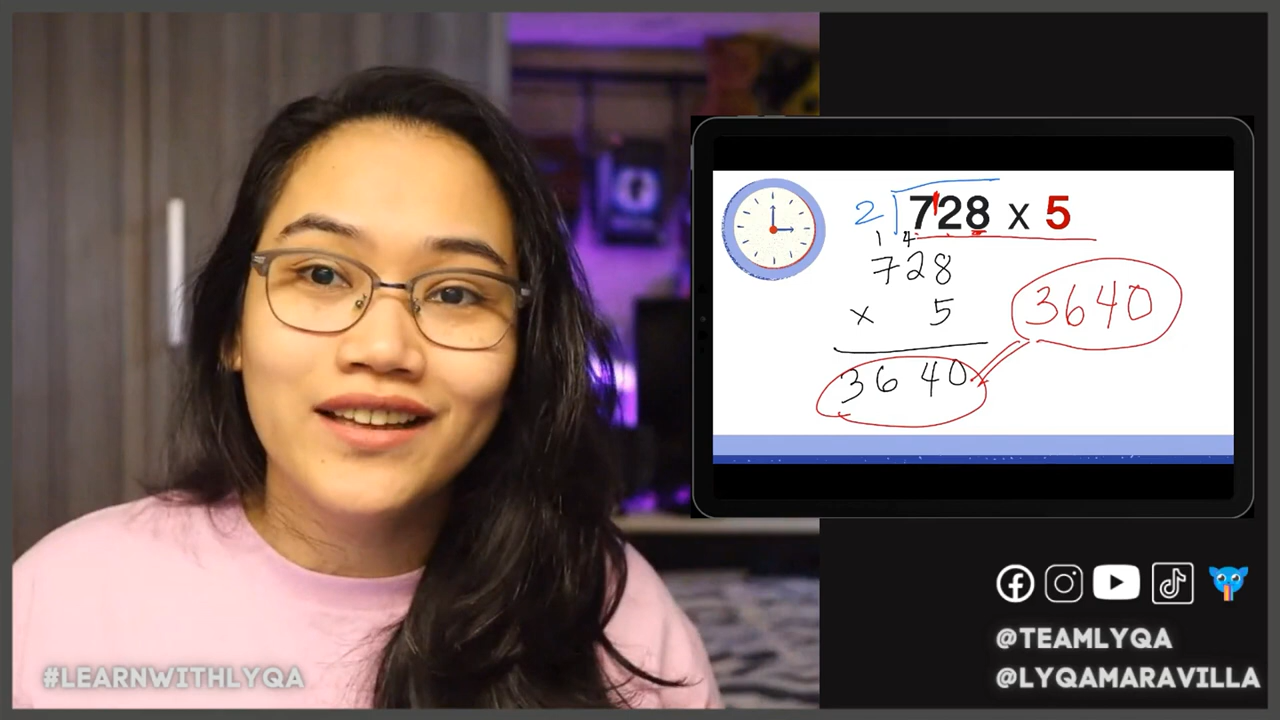 2 728 x 5
1 4
728
x 5
3640
3640
#LEARNWITHLYQA
@TEAMLYQA
@LYQAMARAVILLA